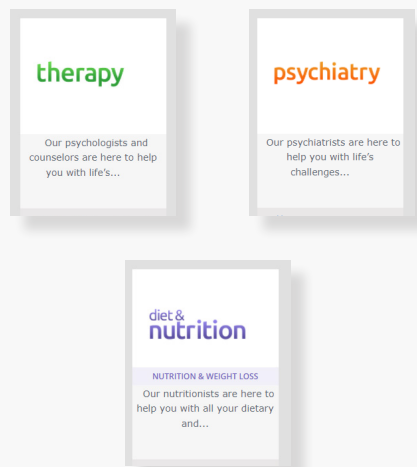 therapy
Our psychologists and
counselors are here to help
you with life's...
psychiatry
Our psychiatrists are here to
help you with life's
challenges...
diet &
nutrition
NUTRITION & WEIGHT LOSS
Our nutritionists are here to
help you with all your dietary
and...